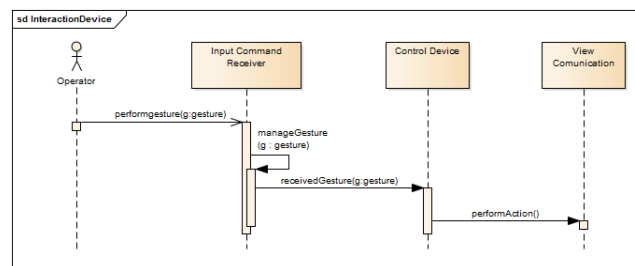 sd InteractionDevice
Operator
Input Command
Receiver
Control Device
View
Comunication
performgesture(g:gesture)
manageGesture
(g : gesture)
receivedGesture(g:gesture)
performAction()